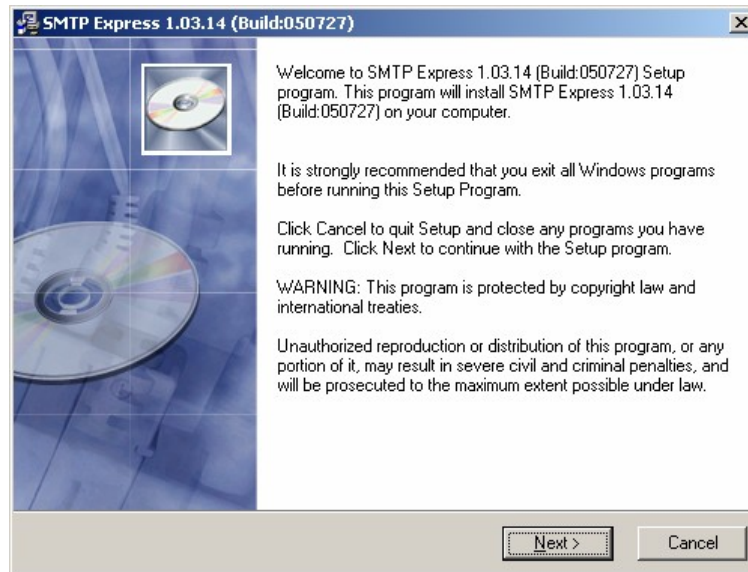 SMTP Express 1.03.14 (Build:050727)
Welcome to SMTP Express 1.03.14 (Build:050727) Setup
program. This program will install SMTP Express 1.03.14
(Build:050727) on your computer.
It is strongly recommended that you exit all Windows programs
before running this Setup Program.
Click Cancel to quit Setup and close any programs you have
running.  Click Next to continue with the Setup program.
WARNING: This program is protected by copyright law and
international treaties.
Unauthorized reproduction or distribution of this program, or any
portion of it, may result in severe civil and criminal penalties, and
will be prosecuted to the maximum extent possible under law.
Next >
Cancel